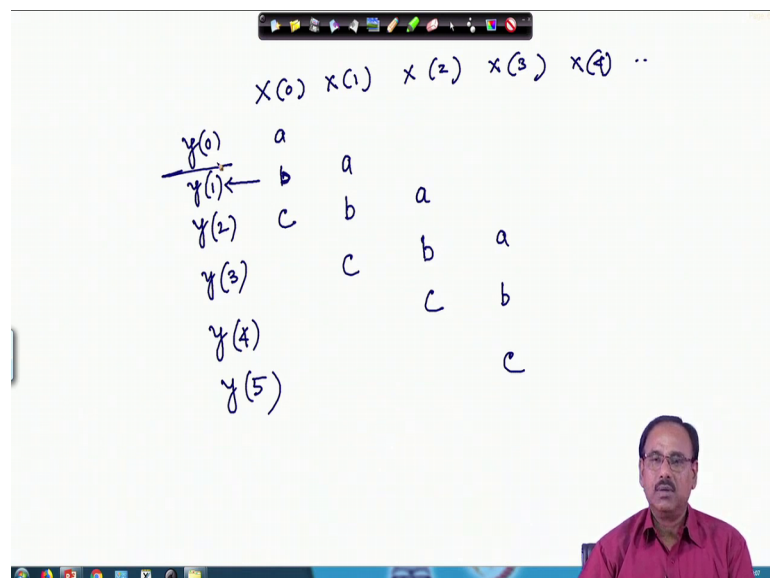 x(0) x(1) x(2) x(3) x(4) ..
y(0) a
y(1) ← b a
y(2) c b a
y(3) c b a
y(4) c b
y(5) c